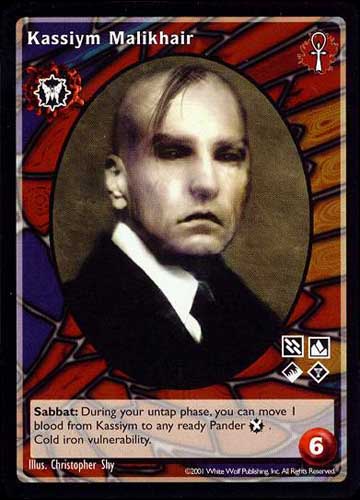 Kassiym Malikhair
Sabbat: During your untap phase, you can move 1
blood from Kassiym to any ready Pander .
Cold iron vulnerability.
6
Illus. Christopher Shy
©2001 White Wolf Publishing, Inc. All Rights Reserved.